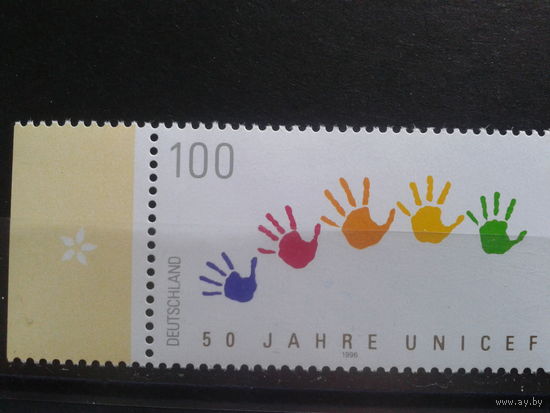 100
DEUTSCHLAND
50 JAHRE UNICEF
1996
www.ay.by